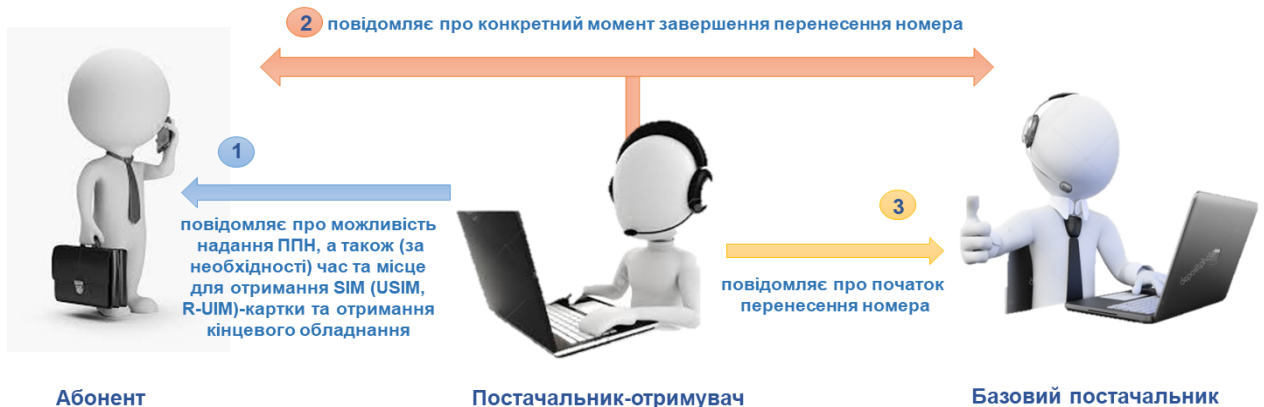 2 повідомляє про конкретний момент завершення перенесення номера
1
повідомляє про можливість
надання ППН, а також (за
необхідності) час та місце
для отримання SIM (USIM,
R-UIM)-картки та отримання
кінцевого обладнання
3
повідомляє про початок
перенесення номера
Абонент
Постачальник-отримувач
Базовий постачальник